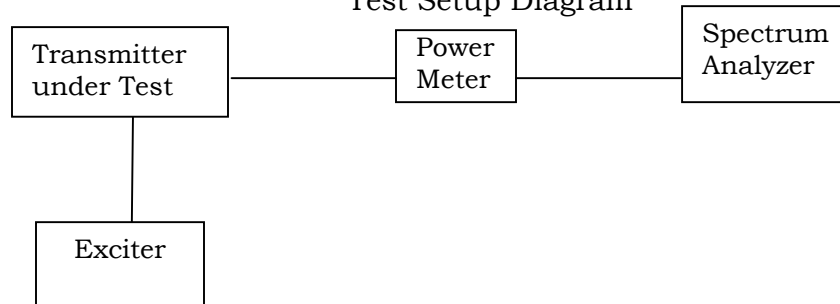 Test Setup Diagram
Transmitter
under Test
Power
Meter
Spectrum
Analyzer
Exciter